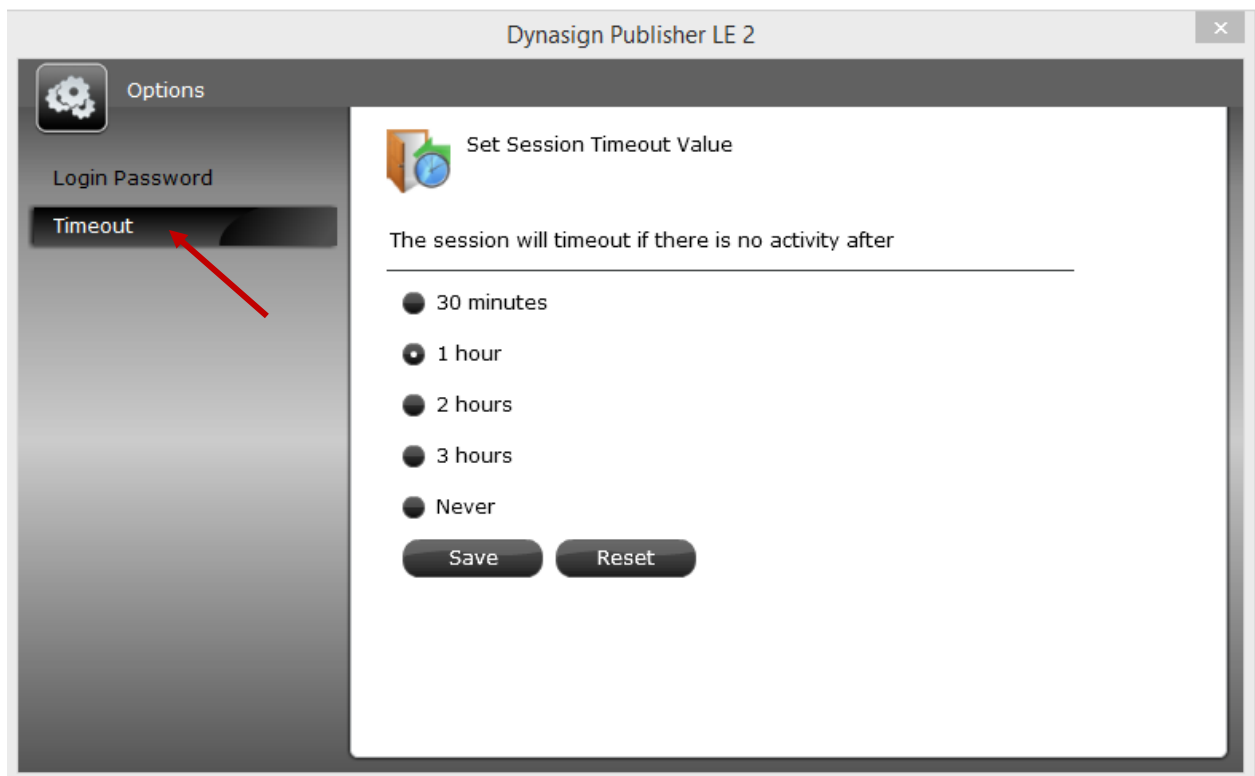 Dynasign Publisher LE 2
Options
Login Password
Timeout
Set Session Timeout Value
The session will timeout if there is no activity after
30 minutes
1 hour
2 hours
3 hours
Never
Save Reset